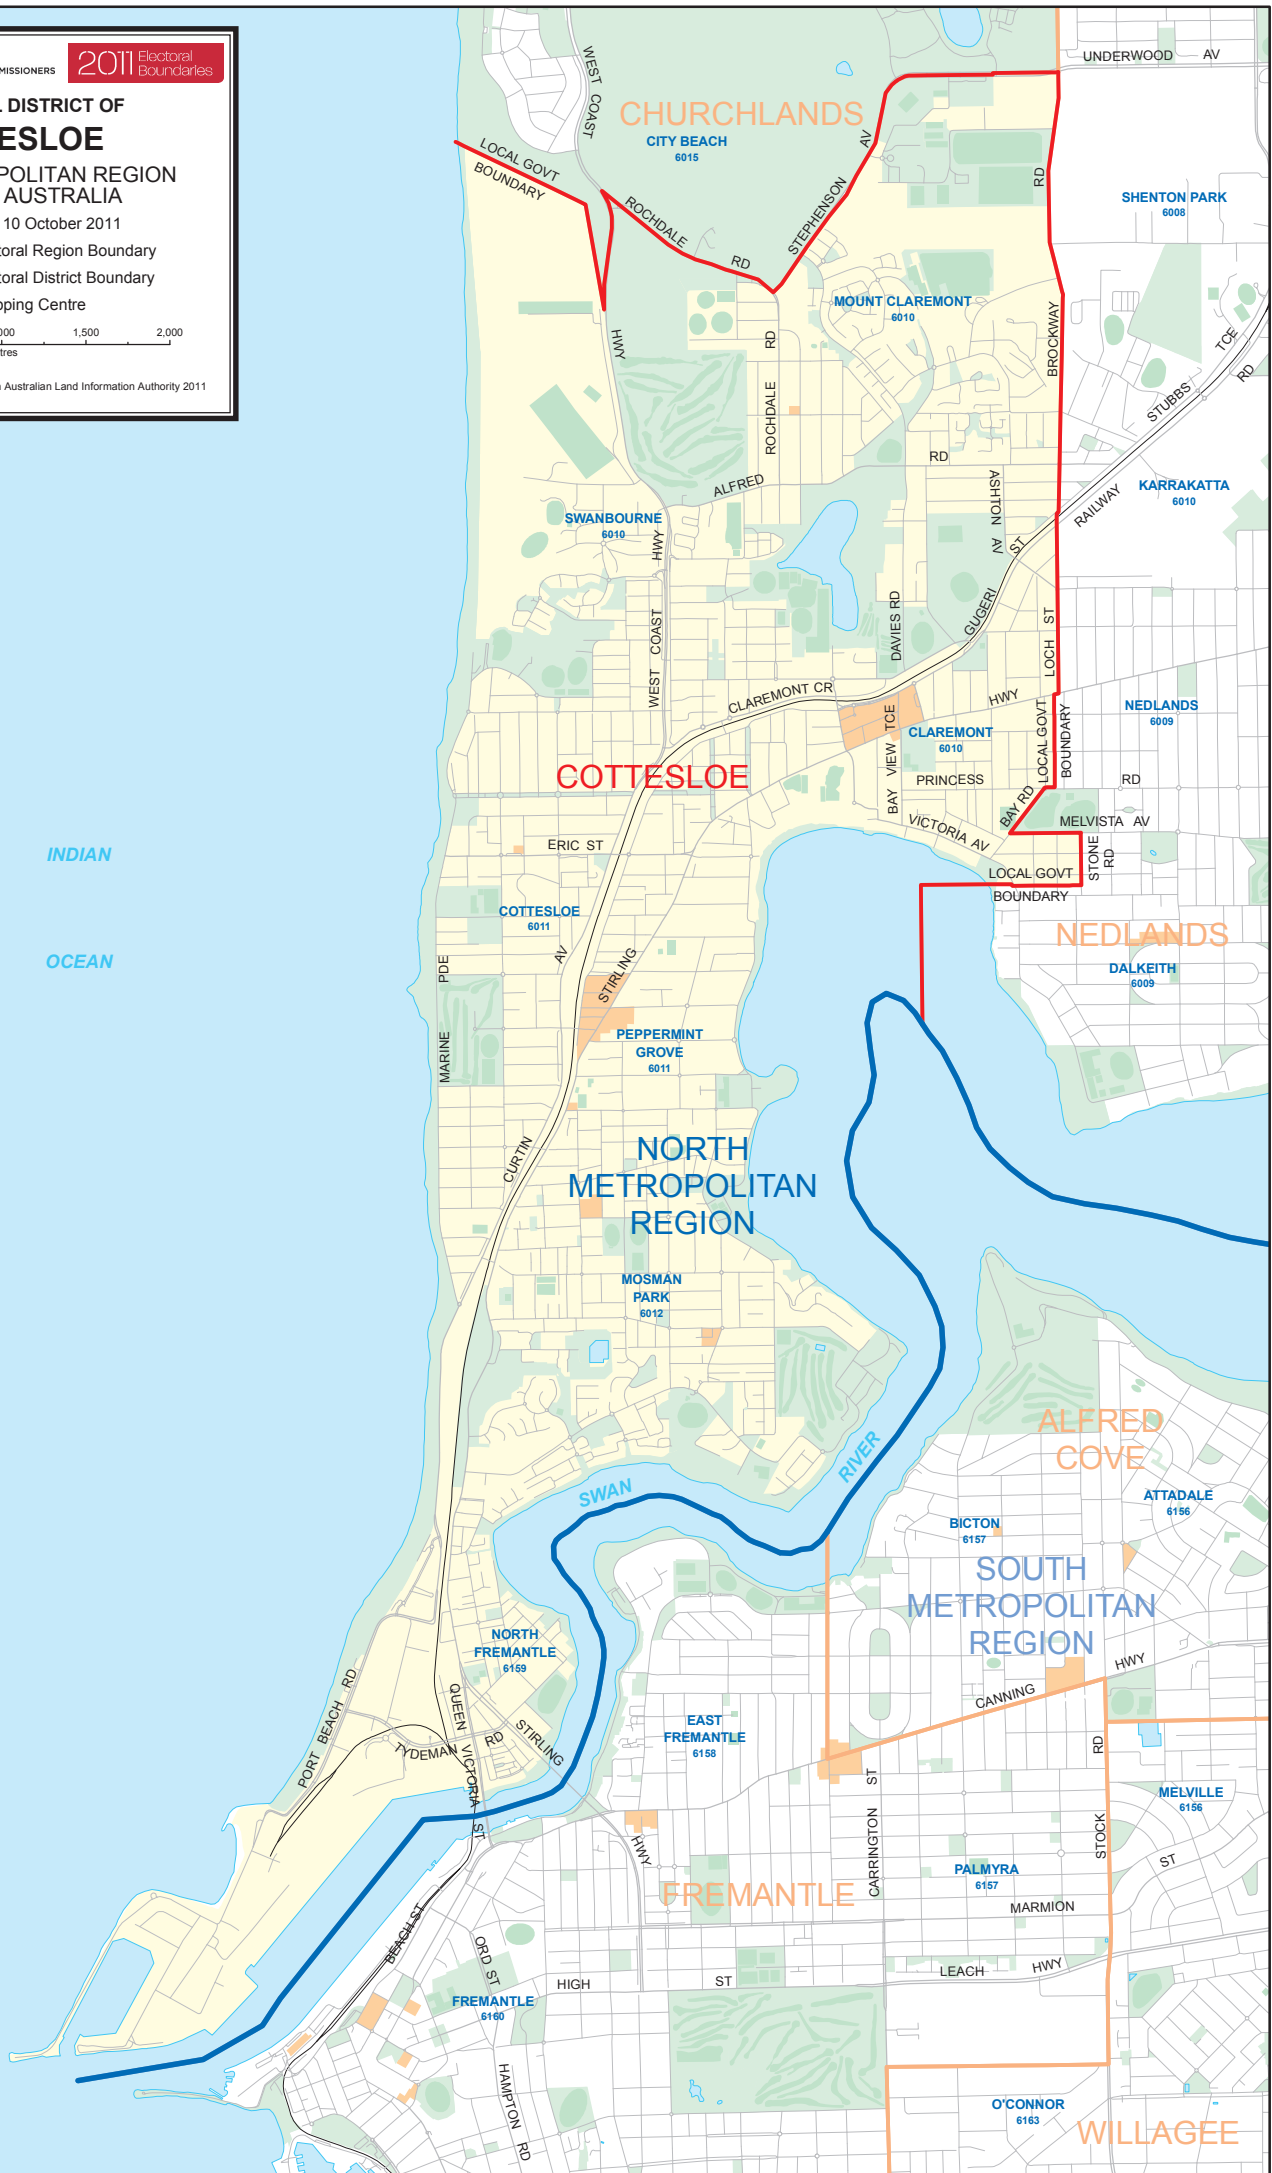 MISSIONERS
2011 Electoral
Boundaries
DISTRICT OF
ESLOE
POLITAN REGION
AUSTRALIA
10 October 2011
toral Region Boundary
toral District Boundary
pping Centre
000 1,500 2,000
tres
Australian Land Information Authority 2011
UNDERWOOD AV
WEST COAST
CHURCHLANDS
CITY BEACH
6015
LOCAL GOVT
BOUNDARY
ROCHDALE
RD
STEPHENSON
AV
RD
SHENTON PARK
6008
MOUNT CLAREMONT
6010
HWY
RD
ROCHDALE
BROCKWAY
STUBBS
TCE
RD
ALFRED
RD
ASHTON
AV
RAILWAY
KARRAKATTA
6010
SWANBOURNE
6010
HWY
WEST COAST
DAVIES RD
GUGERI
ST
LOCH ST
CLAREMONT CR
HWY
NEDLANDS
6009
CLAREMONT
6010
LOCAL GOVT
BOUNDARY
BAY VIEW TCE
COTTESLOE
PRINCESS
RD
BAY RD
VICTORIA AV
MELVISTA AV
STONE
RD
ERIC ST
LOCAL GOVT
BOUNDARY
INDIAN
OCEAN
COTTESLOE
6011
NEDLANDS
DALKEITH
6009
AV
STIRLING
MARINE PDE
PEPPERMINT
GROVE
6011
CURTIN
NORTH
METROPOLITAN
REGION
MOSMAN
PARK
6012
ALFRED
COVE
SWAN
RIVER
ATTADALE
6156
BICTON
6157
SOUTH
METROPOLITAN
REGION
NORTH
FREMANTLE
6159
PORT BEACH RD
QUEEN
VICTORIA
ST
TYDEMAN RD
STIRLING
HWY
CANNING
HWY
EAST
FREMANTLE
6158
CARRINGTON ST
RD
STOCK
MELVILLE
6156
ST
PALMYRA
6157
MARMION
FREMANTLE
BEACH ST
ORD ST
HIGH
ST
LEACH
HWY
FREMANTLE
6160
HAMPTON RD
O'CONNOR
6163
WILLAGEE